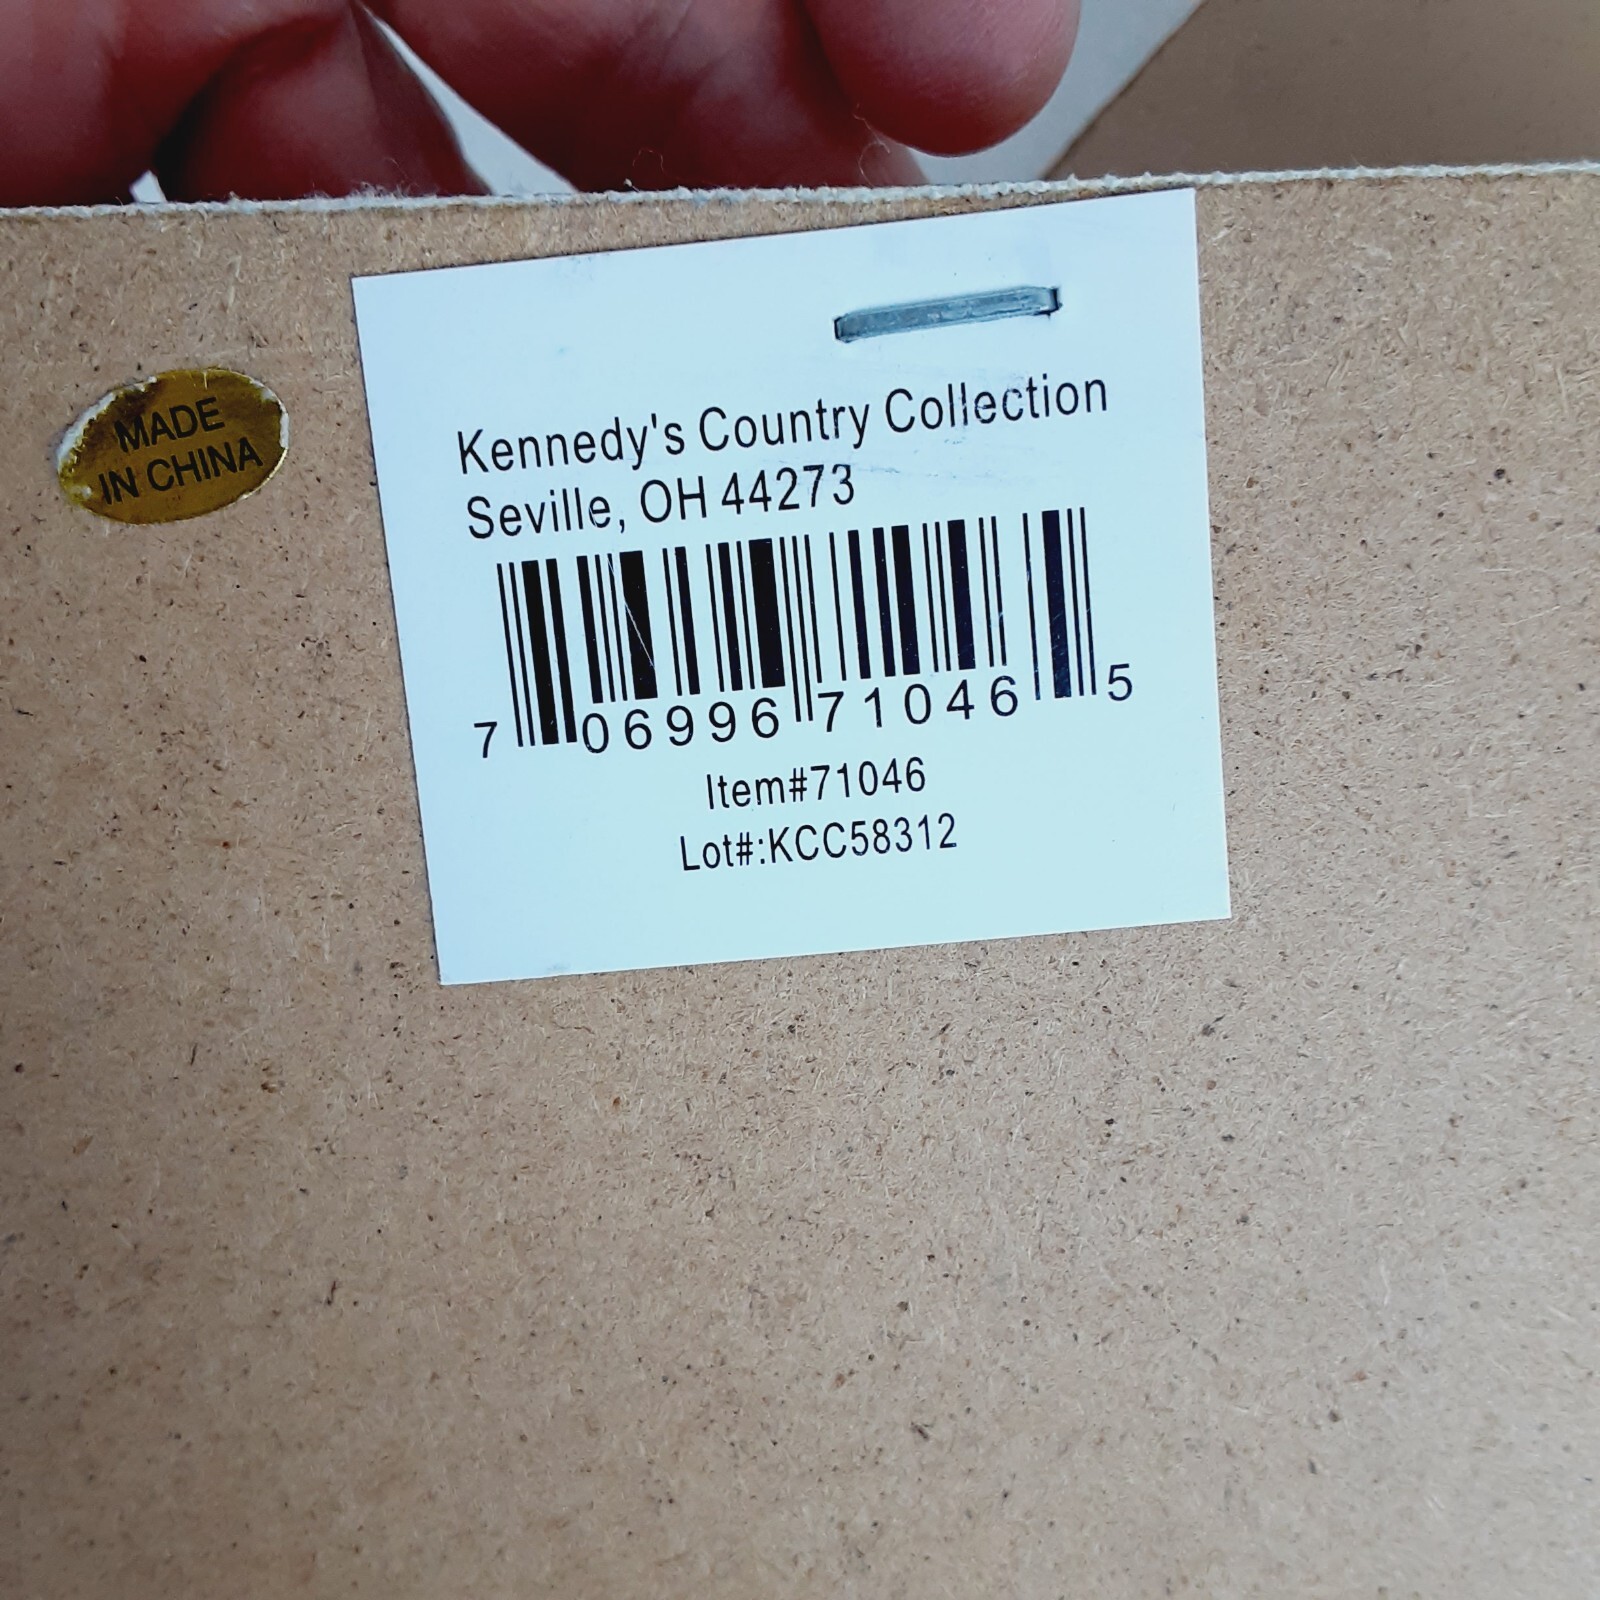 MADE
IN CHINA
Kennedy's Country Collection
Seville, OH 44273
7 06996 71046 5
Item#71046
Lot#:KCC58312